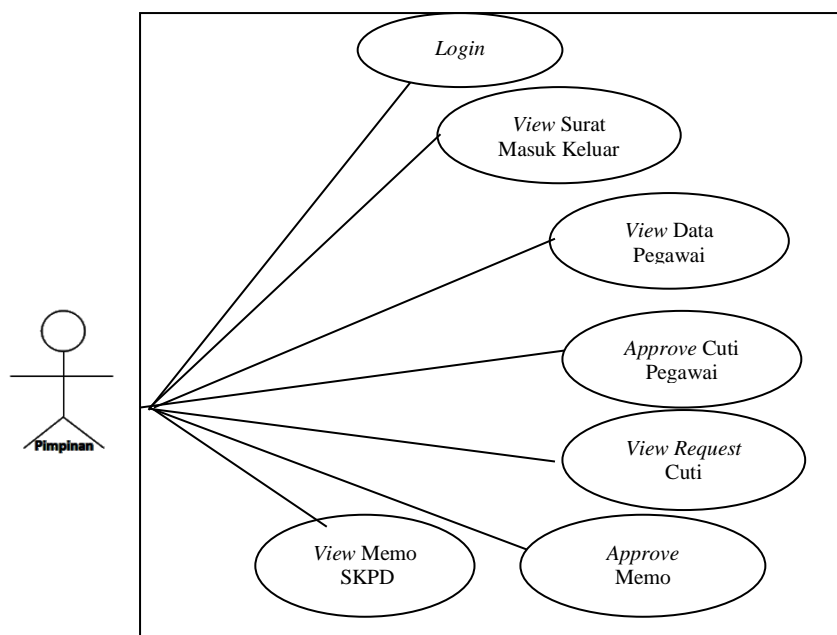 Login
View Surat
Masuk Keluar
View Data
Pegawai
Approve Cuti
Pegawai
Pimpinan
View Request
Cuti
View Memo
SKPD
Approve
Memo